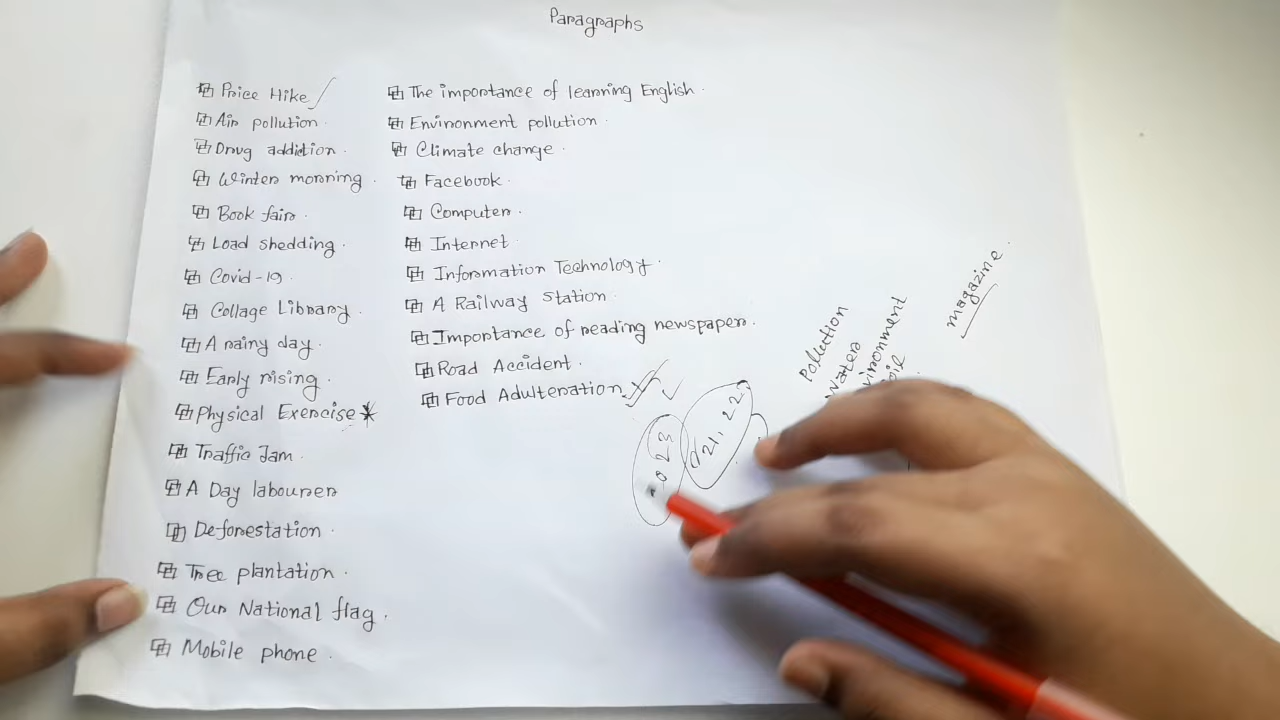 Paragraphs
Price Hike
Air pollution.
Drug addiction.
Winter morning.
Book fair.
Load shedding.
Covid-19.
Collage Library.
A rainy day.
Early rising.
Physical Exercise *
Traffic Jam.
A Day labourer
Deforestation.
Tree plantation.
Our National flag.
Mobile phone.
The importance of learning English.
Environment pollution.
Climate change.
Facebook.
Computer.
Internet.
Information Technology.
A Railway station.
Importance of reading newspaper.
Road Accident.
Food Adulteration
21, 22
Pollution
Water
magazine.